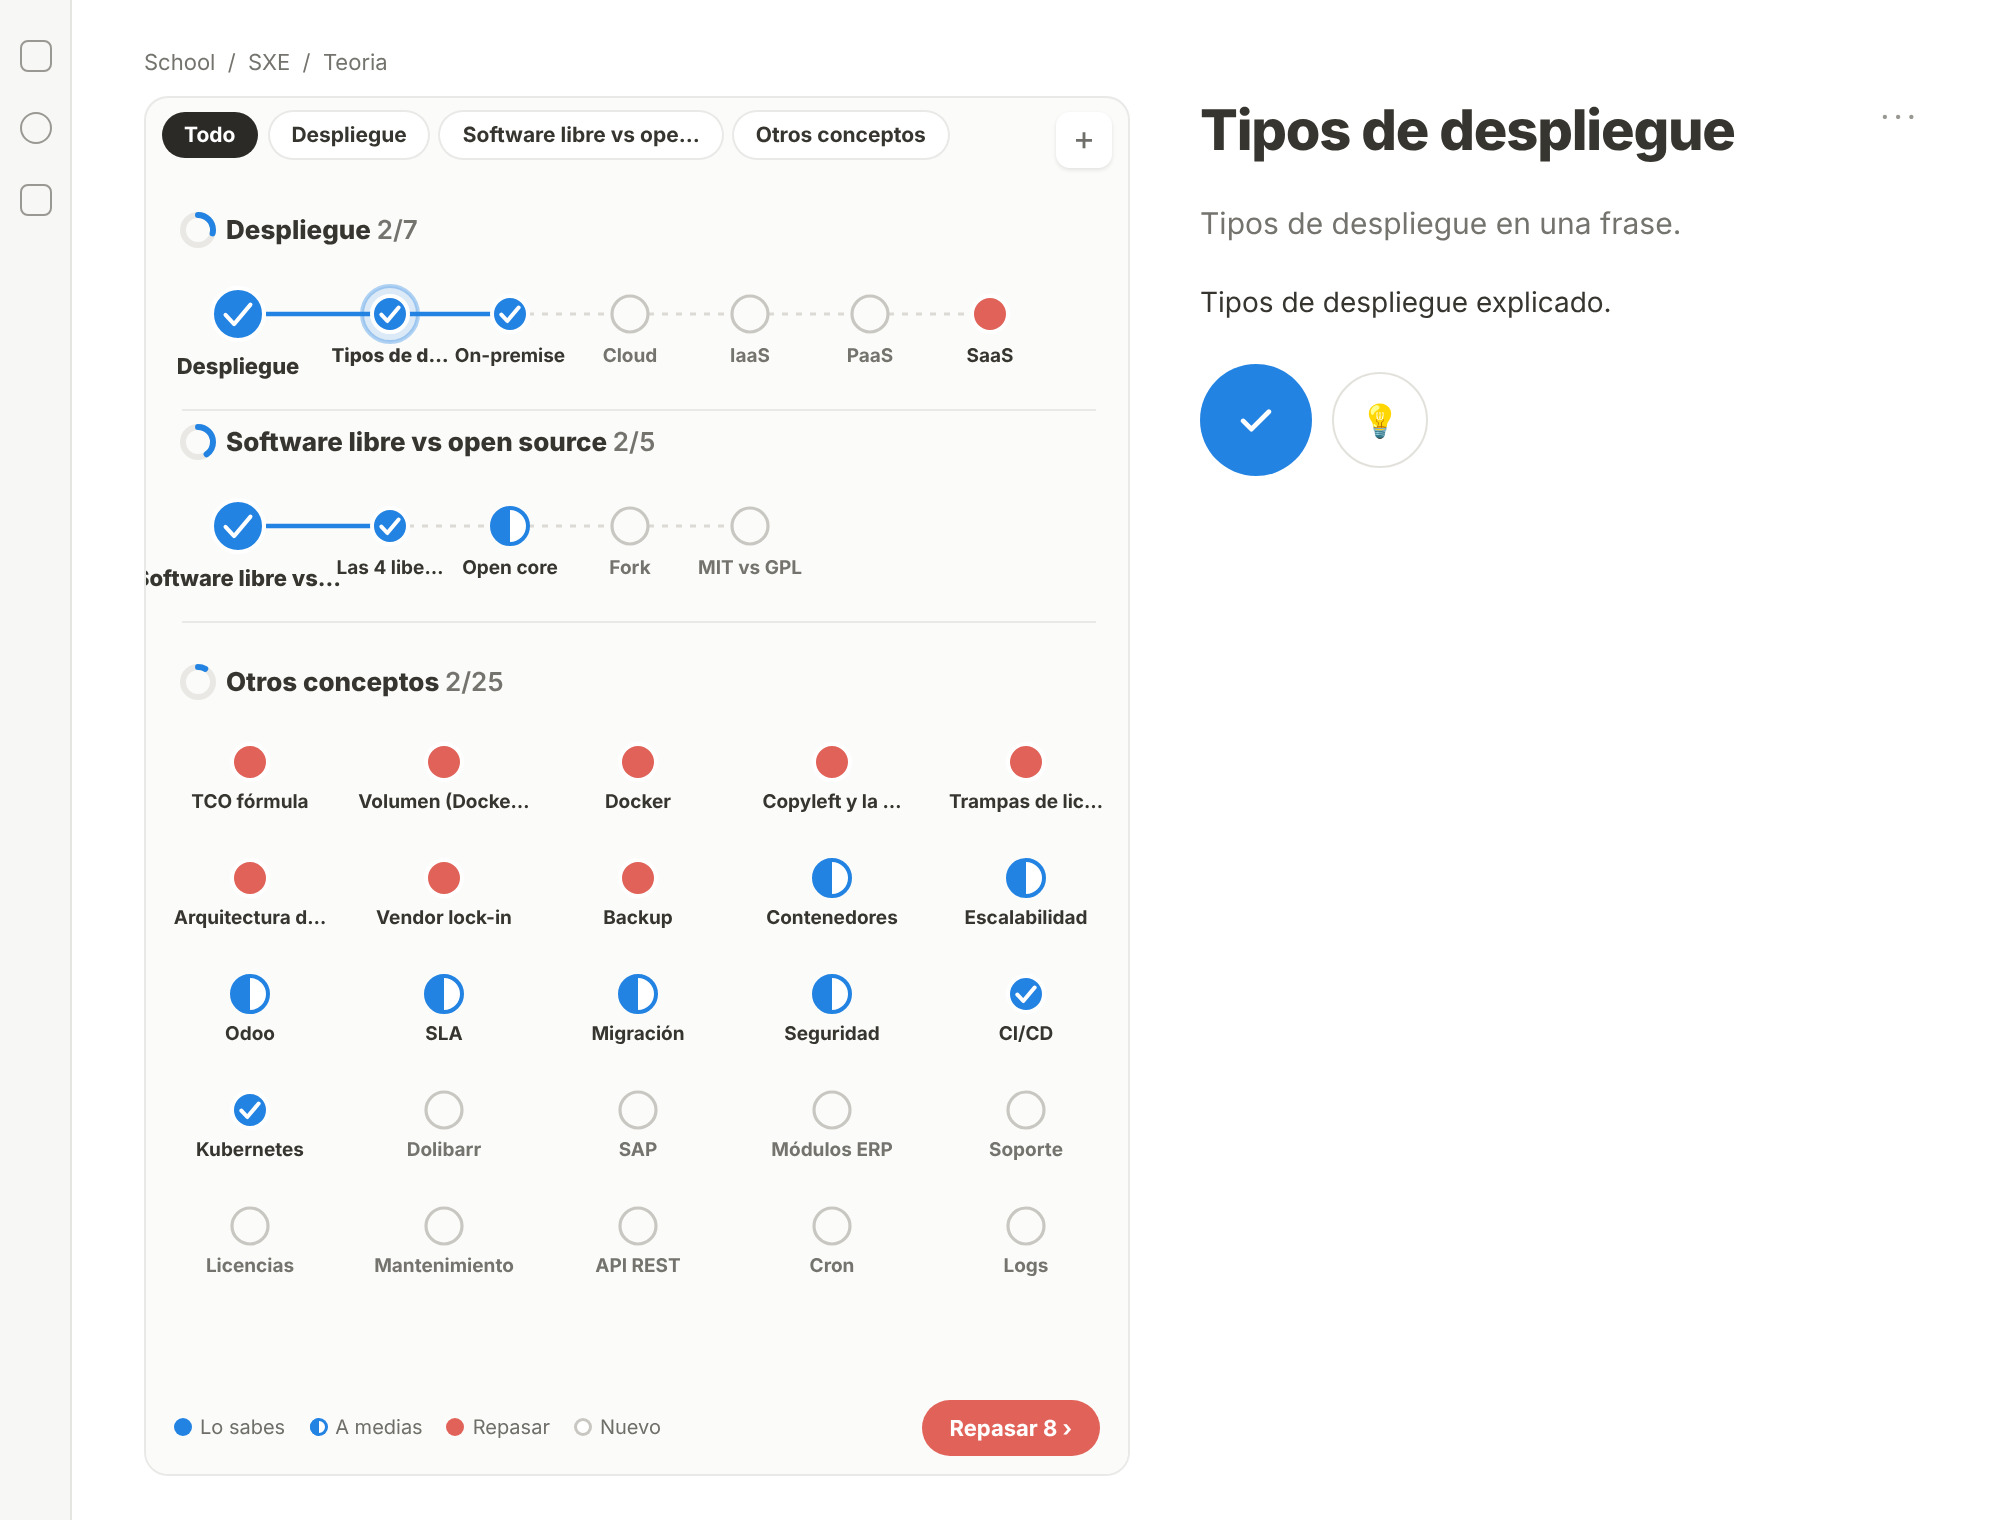 School / SXE / Teoria
Todo
Despliegue
Software libre vs ope...
Otros conceptos
+
Despliegue 2/7
Despliegue
Tipos de d...
On-premise
Cloud
IaaS
PaaS
SaaS
Software libre vs open source 2/5
Software libre vs...
Las 4 libe...
Open core
Fork
MIT vs GPL
Otros conceptos 2/25
TCO fórmula
Volumen (Docke...
Docker
Copyleft y la ...
Trampas de lic...
Arquitectura d...
Vendor lock-in
Backup
Contenedores
Escalabilidad
Odoo
SLA
Migración
Seguridad
CI/CD
Kubernetes
Dolibarr
SAP
Módulos ERP
Soporte
Licencias
Mantenimiento
API REST
Cron
Logs
Lo sabes
A medias
Repasar
Nuevo
Repasar 8 ›
Tipos de despliegue
...
Tipos de despliegue en una frase.
Tipos de despliegue explicado.